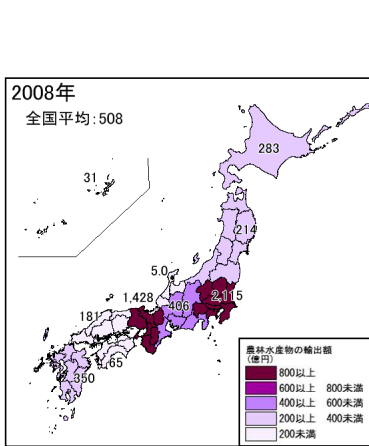 2008年
全国平均:508
283
31
214
5.0
1,428
406
2,115
181
65
350
農林水産物の輸出額
(億円)
800以上
600以上 800未満
400以上 600未満
200以上 400未満
200未満